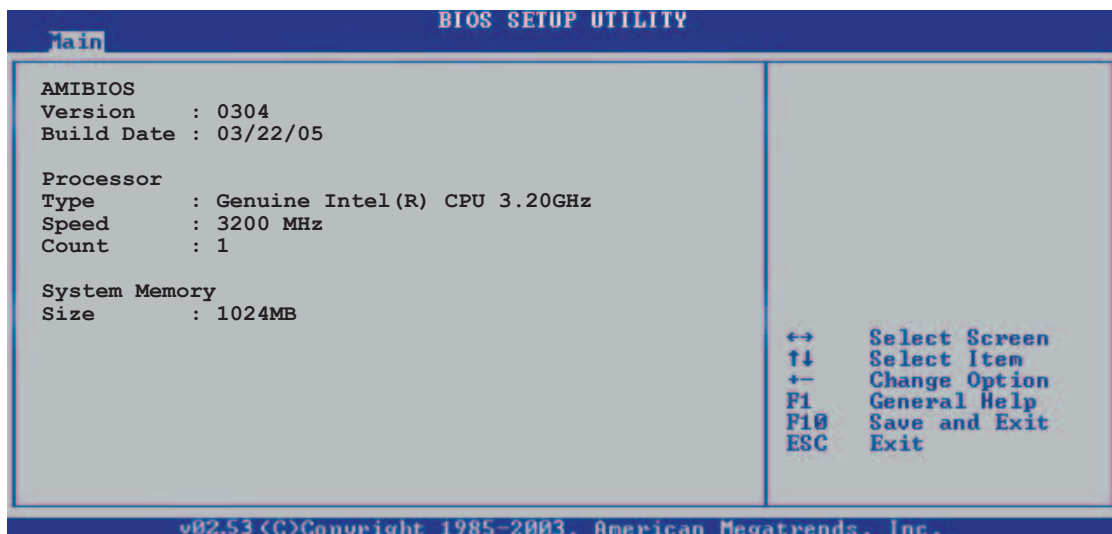 BIOS SETUP UTILITY
Main
AMIBIOS
Version : 0304
Build Date : 03/22/05
Processor
Type : Genuine Intel(R) CPU 3.20GHz
Speed : 3200 MHz
Count : 1
System Memory
Size : 1024MB
←→ Select Screen
↑↓ Select Item
+- Change Option
F1 General Help
F10 Save and Exit
ESC Exit
v02.53 (C)Copyright 1985-2003, American Megatrends, Inc.